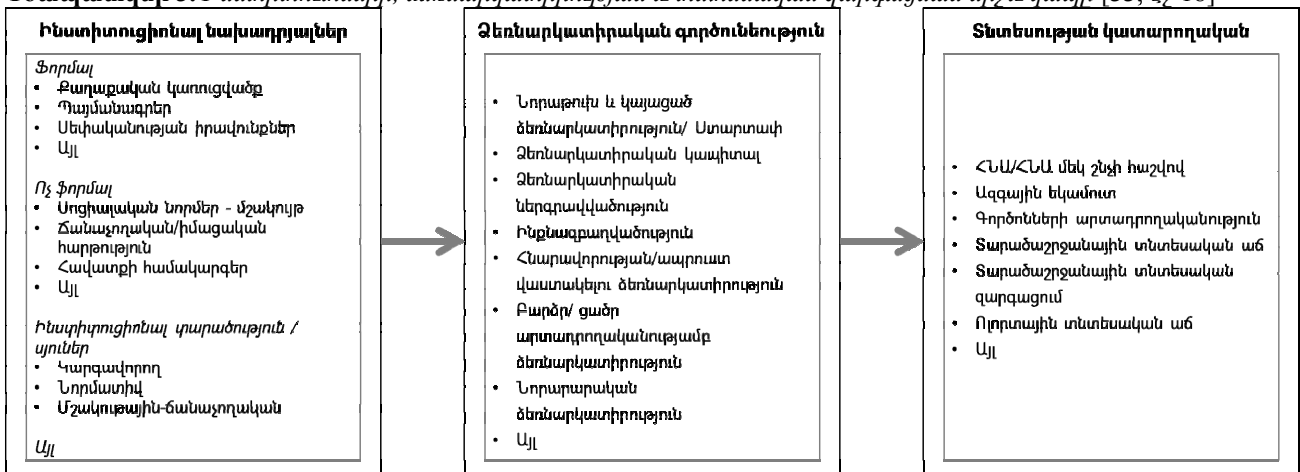 Ինստիտուցիոնալ նախադրյալներ
Ֆորմալ
• Քաղաքական կառուցվածք
• Պայմանագրեր
• Սեփականության իրավունքներ
• Այլ
Ոչ ֆորմալ
• Սոցիալական նորմեր - մշակույթ
• Ճանաչողական/իմացական
հարթություն
• Հավատքի համակարգեր
• Այլ
Ինստիտուցիոնալ տարածություն /
սյուներ
• Կարգավորող
• Նորմատիվ
• Մշակութային-ճանաչողական
Այլ
Ձեռնարկատիրական գործունեություն
• Նորաթուխ և կայացած
ձեռնարկատիրություն/ Ստարտափ
• Ձեռնարկատիրական կապիտալ
• Ձեռնարկատիրական
ներգրավվածություն
• Ինքնազբաղվածություն
• Հնարավորության/ապրուստ
վաստակելու ձեռնարկատիրություն
• Բարձր/ ցածր
արտադրողականությամբ
ձեռնարկատիրություն
• Նորարարական
ձեռնարկատիրություն
• Այլ
Տնտեսության կատարողական
• ՀՆԱ/ՀՆԱ մեկ շնչի հաշվով
• Ազգային եկամուտ
• Գործոնների արտադրողականություն
• Տարածաշրջանային տնտեսական աճ
• Տարածաշրջանային տնտեսական
զարգացում
• Ոլորտային տնտեսական աճ
• Այլ